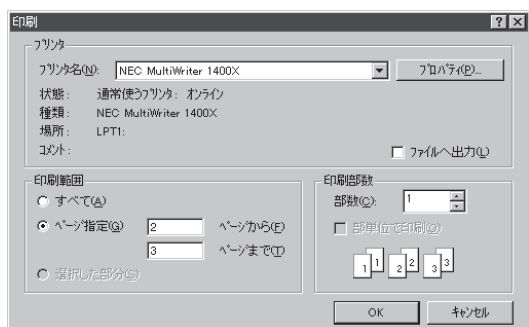 印刷
プリンタ
プリンタ名(N): NEC MultiWriter 1400X プロパティ(P)...
状態: 通常使うプリンタ: オンライン
種類: NEC MultiWriter 1400X
場所: LPT1:
コメント: ファイルへ出力(L)
印刷範囲
すべて(A)
ページ指定(G) 2 ページから(F)
3 ページまで(T)
選択した部分(S)
印刷部数
部数(C): 1
部単位で印刷(O)
1 1 2 2 3 3
OK キャンセル